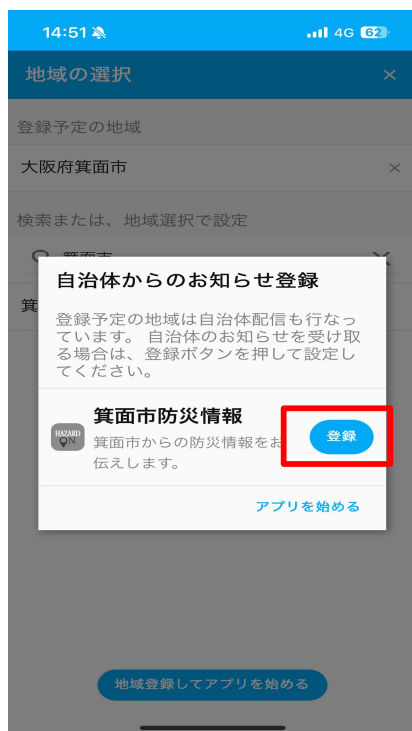 14:51
4G 62
地域の選択
登録予定の地域
大阪府箕面市
検索または、地域選択で設定
箕面市
箕
自治体からのお知らせ登録
登録予定の地域は自治体配信も行なっ
ています。 自治体のお知らせを受け取
る場合は、登録ボタンを押して設定し
てください。
箕面市防災情報
HAZARD
ON
箕面市からの防災情報をお
伝えします。
登録
アプリを始める
地域登録してアプリを始める